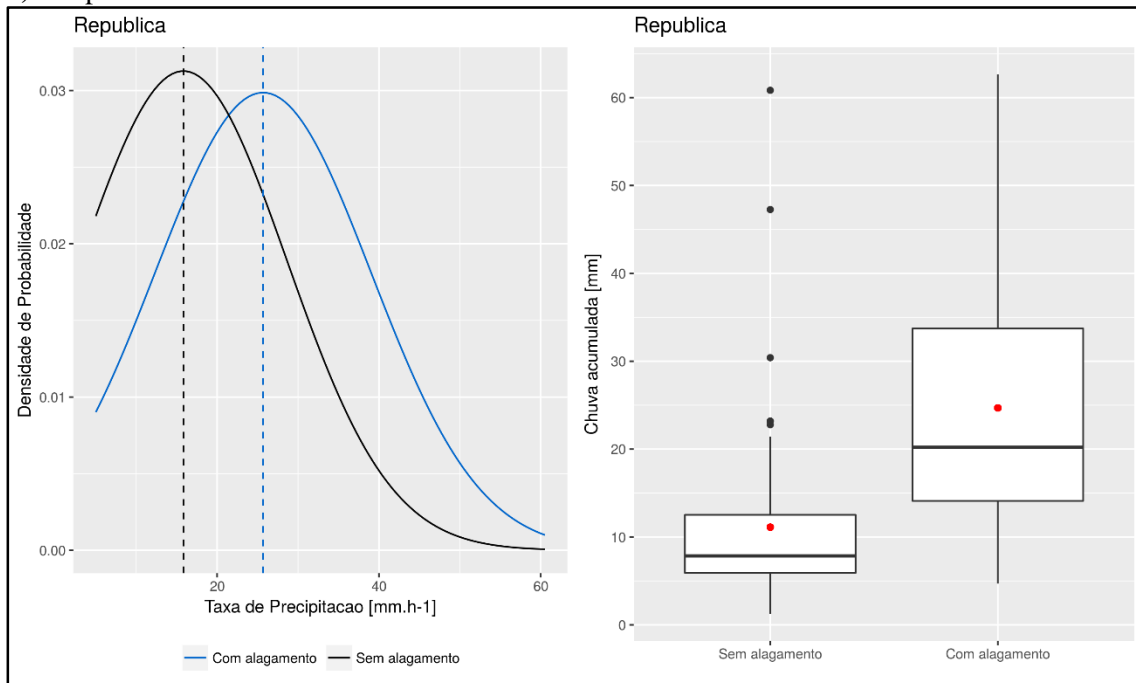 Republica
Densidade de Probabilidade
0.03
0.02
0.01
0.00
20
40
60
Taxa de Precipitacao [mm.h-1]
Com alagamento
Sem alagamento
Republica
Chuva acumulada [mm]
60
50
40
30
20
10
0
Sem alagamento
Com alagamento